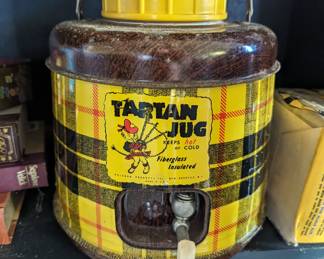 TARTAN
JUG
KEEPS hot
OR COLD
Fiberglass
Insulated